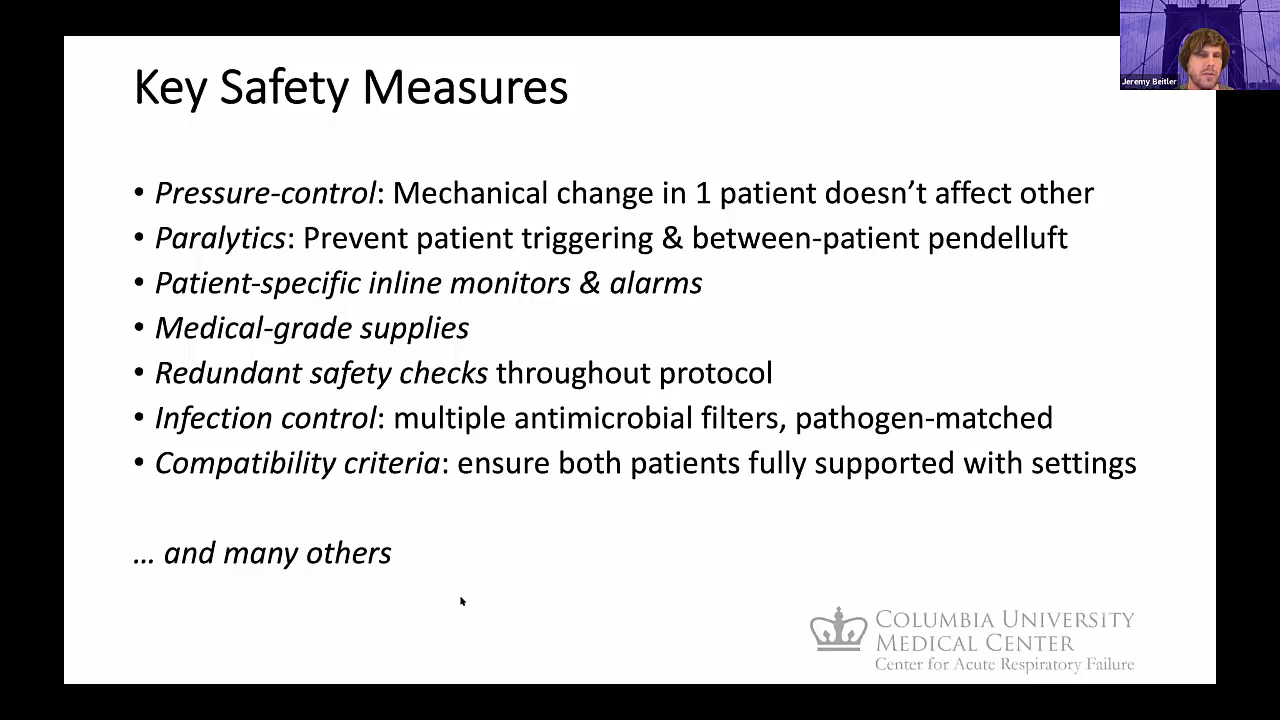 Jeremy Beitler
Key Safety Measures
• Pressure-control: Mechanical change in 1 patient doesn’t affect other
• Paralytics: Prevent patient triggering & between-patient pendelluft
• Patient-specific inline monitors & alarms
• Medical-grade supplies
• Redundant safety checks throughout protocol
• Infection control: multiple antimicrobial filters, pathogen-matched
• Compatibility criteria: ensure both patients fully supported with settings
… and many others
Columbia University
Medical Center
Center for Acute Respiratory Failure